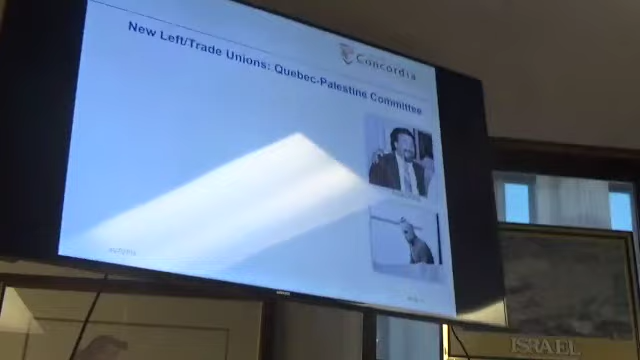 Concordia
New Left/Trade Unions: Quebec-Palestine Committee
ISRAEL